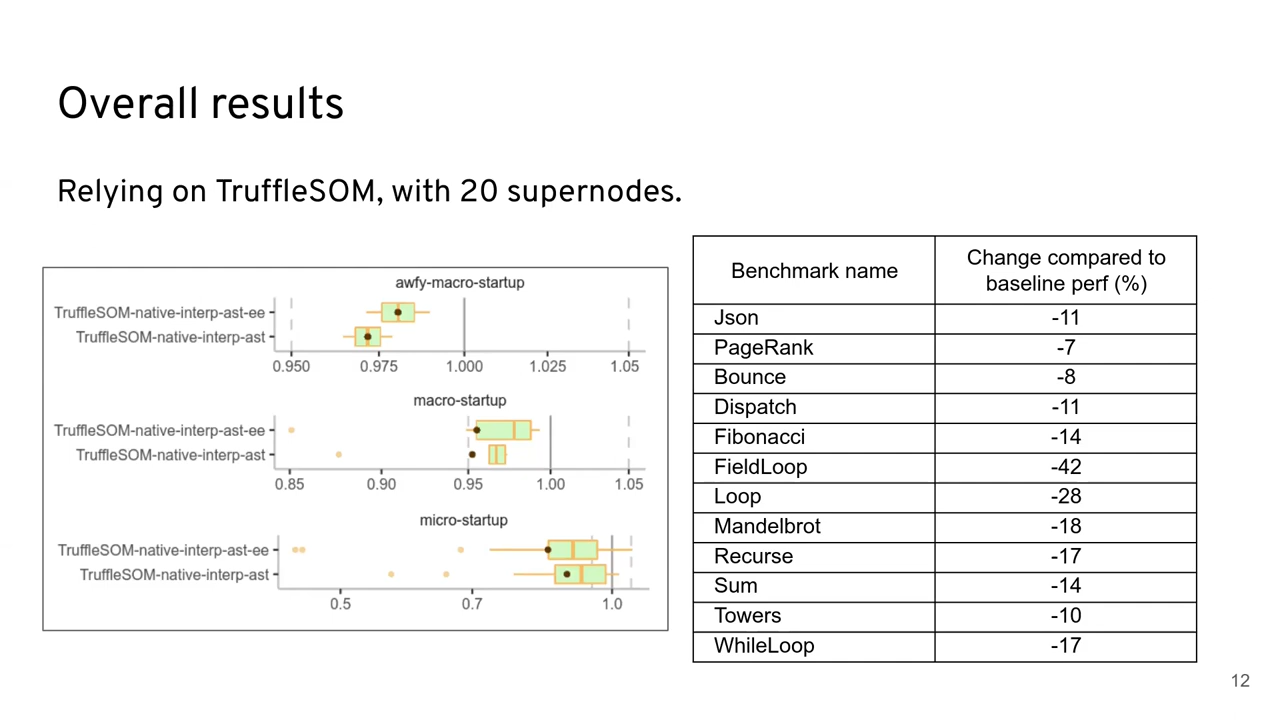 Overall results
Relying on TruffleSOM, with 20 supernodes.
awfy-macro-startup
TruffleSOM-native-interp-ast-ee
TruffleSOM-native-interp-ast
0.950 0.975 1.000 1.025 1.05
macro-startup
TruffleSOM-native-interp-ast-ee
TruffleSOM-native-interp-ast
0.85 0.90 0.95 1.00 1.05
micro-startup
TruffleSOM-native-interp-ast-ee
TruffleSOM-native-interp-ast
0.5 0.7 1.0
Benchmark name
Change compared to
baseline perf (%)
Json -11
PageRank -7
Bounce -8
Dispatch -11
Fibonacci -14
FieldLoop -42
Loop -28
Mandelbrot -18
Recurse -17
Sum -14
Towers -10
WhileLoop -17
12